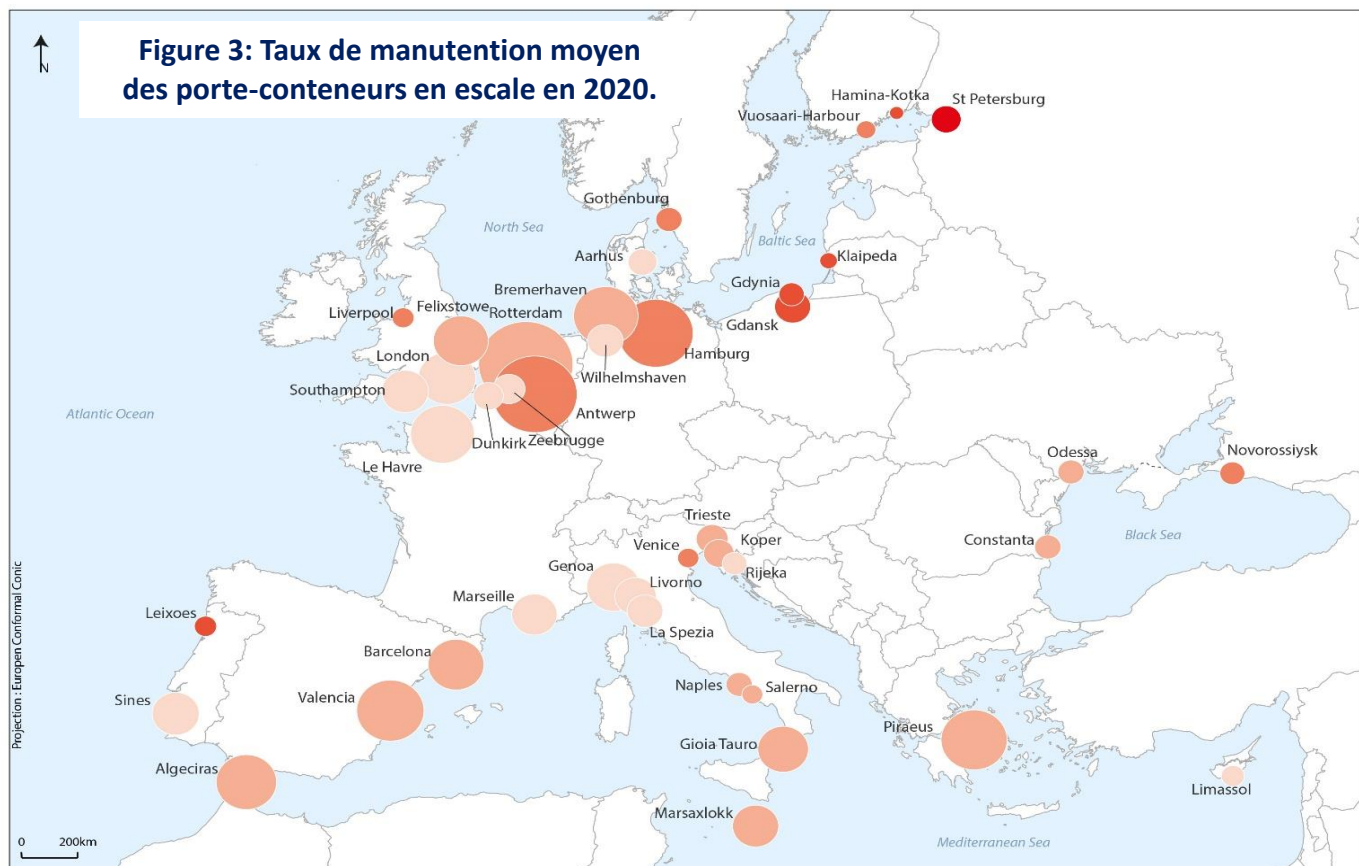 Figure 3: Taux de manutention moyen
des porte-conteneurs en escale en 2020.
N
Hamina-Kotka
St Petersburg
Vuosaari-Harbour
Gothenburg
North Sea
Baltic Sea
Aarhus
Klaipeda
Gdynia
Bremerhaven
Felixstowe
Rotterdam
Liverpool
Gdansk
Hamburg
London
Wilhelmshaven
Southampton
Antwerp
Atlantic Ocean
Dunkirk
Zeebrugge
Le Havre
Odessa
Novorossiysk
Trieste
Koper
Constanta
Black Sea
Venice
Genoa
Rijeka
Livorno
Marseille
Leixoes
La Spezia
Barcelona
Naples
Salerno
Sines
Valencia
Piraeus
Gioia Tauro
Algeciras
Limassol
Marsaxlokk
Mediterranean Sea
0 200km
Projection : Europen Conformal Conic